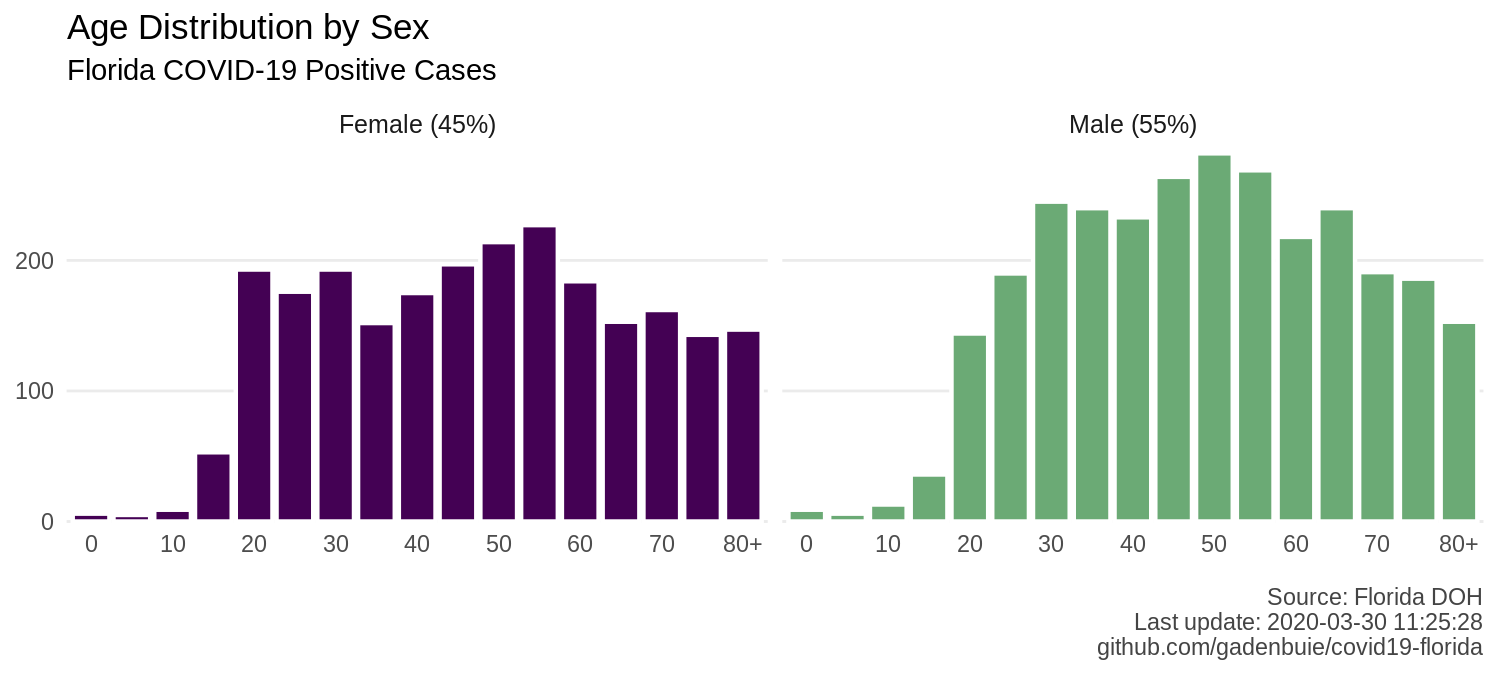 Age Distribution by Sex
Florida COVID-19 Positive Cases
Female (45%)
Male (55%)
200
100
0
0 10 20 30 40 50 60 70 80+
0 10 20 30 40 50 60 70 80+
Source: Florida DOH
Last update: 2020-03-30 11:25:28
github.com/gadenbuie/covid19-florida